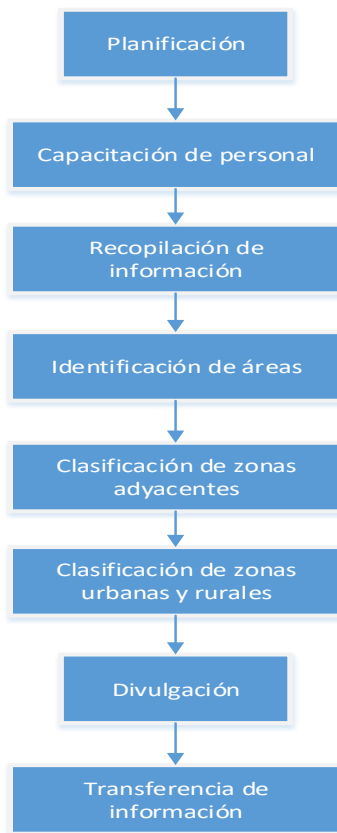 Planificación
Capacitación de personal
Recopilación de
información
Identificación de áreas
Clasificación de zonas
adyacentes
Clasificación de zonas
urbanas y rurales
Divulgación
Transferencia de
información